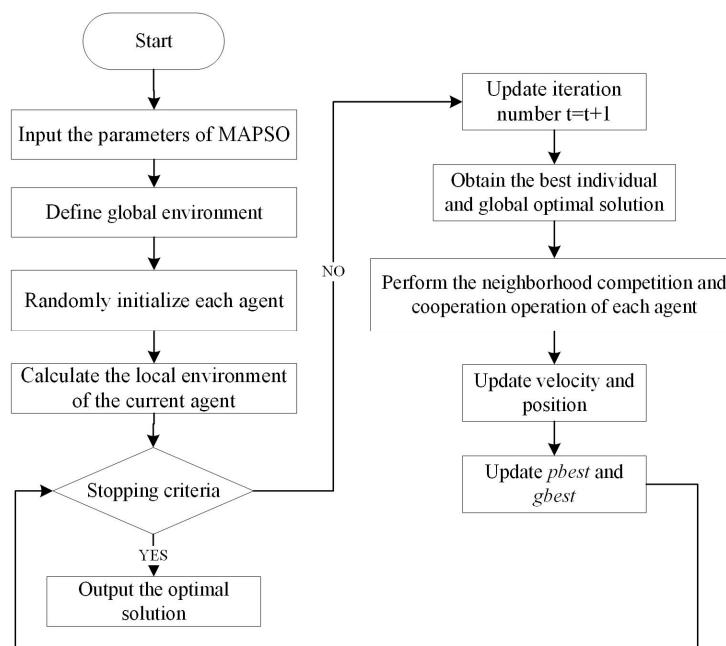 Start
Input the parameters of MAPSO
Define global environment
Randomly initialize each agent
Calculate the local environment
of the current agent
Stopping criteria
YES
Output the optimal
solution
NO
Update iteration
number t=t+1
Obtain the best individual
and global optimal solution
Perform the neighborhood competition and
cooperation operation of each agent
Update velocity and
position
Update pbest and
gbest